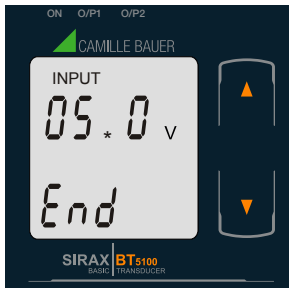 ON O/P1 O/P2
CAMILLE BAUER
INPUT
05.0 V
*
End
SIRAX BT5100
BASIC TRANSDUCER